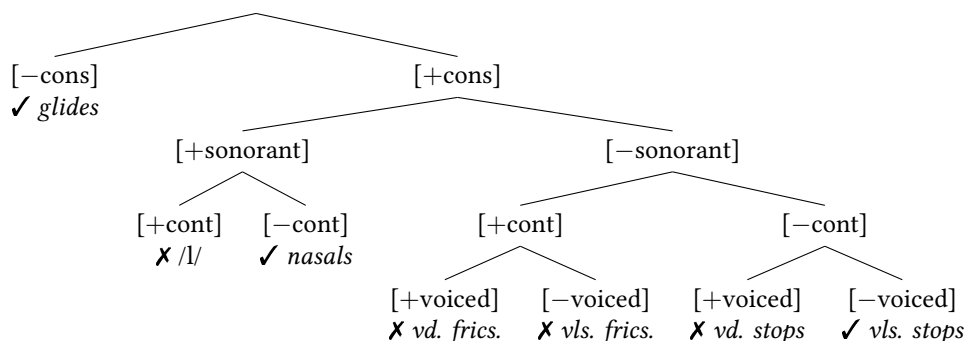 [−cons] [+cons]
✓ glides
[+sonorant] [−sonorant]
[+cont] [−cont] [+cont] [−cont]
✗ /l/ ✓ nasals
[+voiced] [−voiced] [+voiced] [−voiced]
✗ vd. frics. ✗ vls. frics. ✗ vd. stops ✓ vls. stops